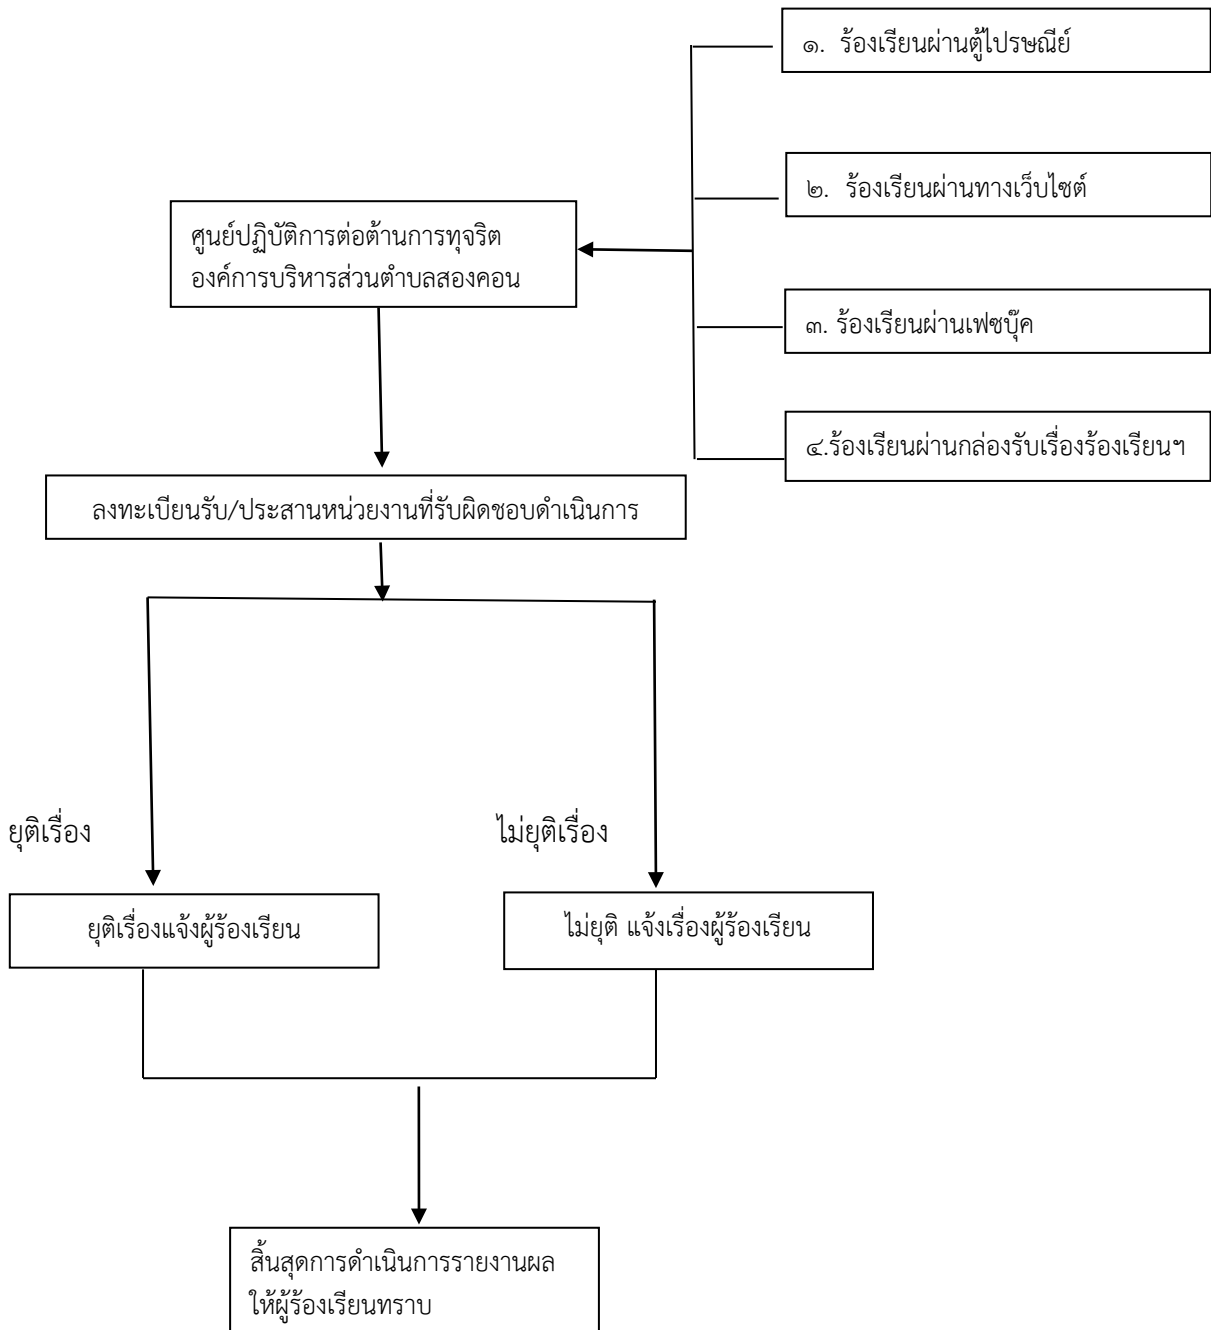 ๑. ร้องเรียนผ่านตู้ไปรษณีย์
๒. ร้องเรียนผ่านทางเว็บไซต์
ศูนย์ปฏิบัติการต่อต้านการทุจริต
องค์การบริหารส่วนตำบลสองคอน
๓. ร้องเรียนผ่านเฟซบุ๊ค
๔.ร้องเรียนผ่านกล่องรับเรื่องร้องเรียนฯ
ลงทะเบียนรับ/ประสานหน่วยงานที่รับผิดชอบดำเนินการ
ยุติเรื่อง
ไม่ยุติเรื่อง
ยุติเรื่องแจ้งผู้ร้องเรียน
ไม่ยุติ แจ้งเรื่องผู้ร้องเรียน
สิ้นสุดการดำเนินการรายงานผล
ให้ผู้ร้องเรียนทราบ